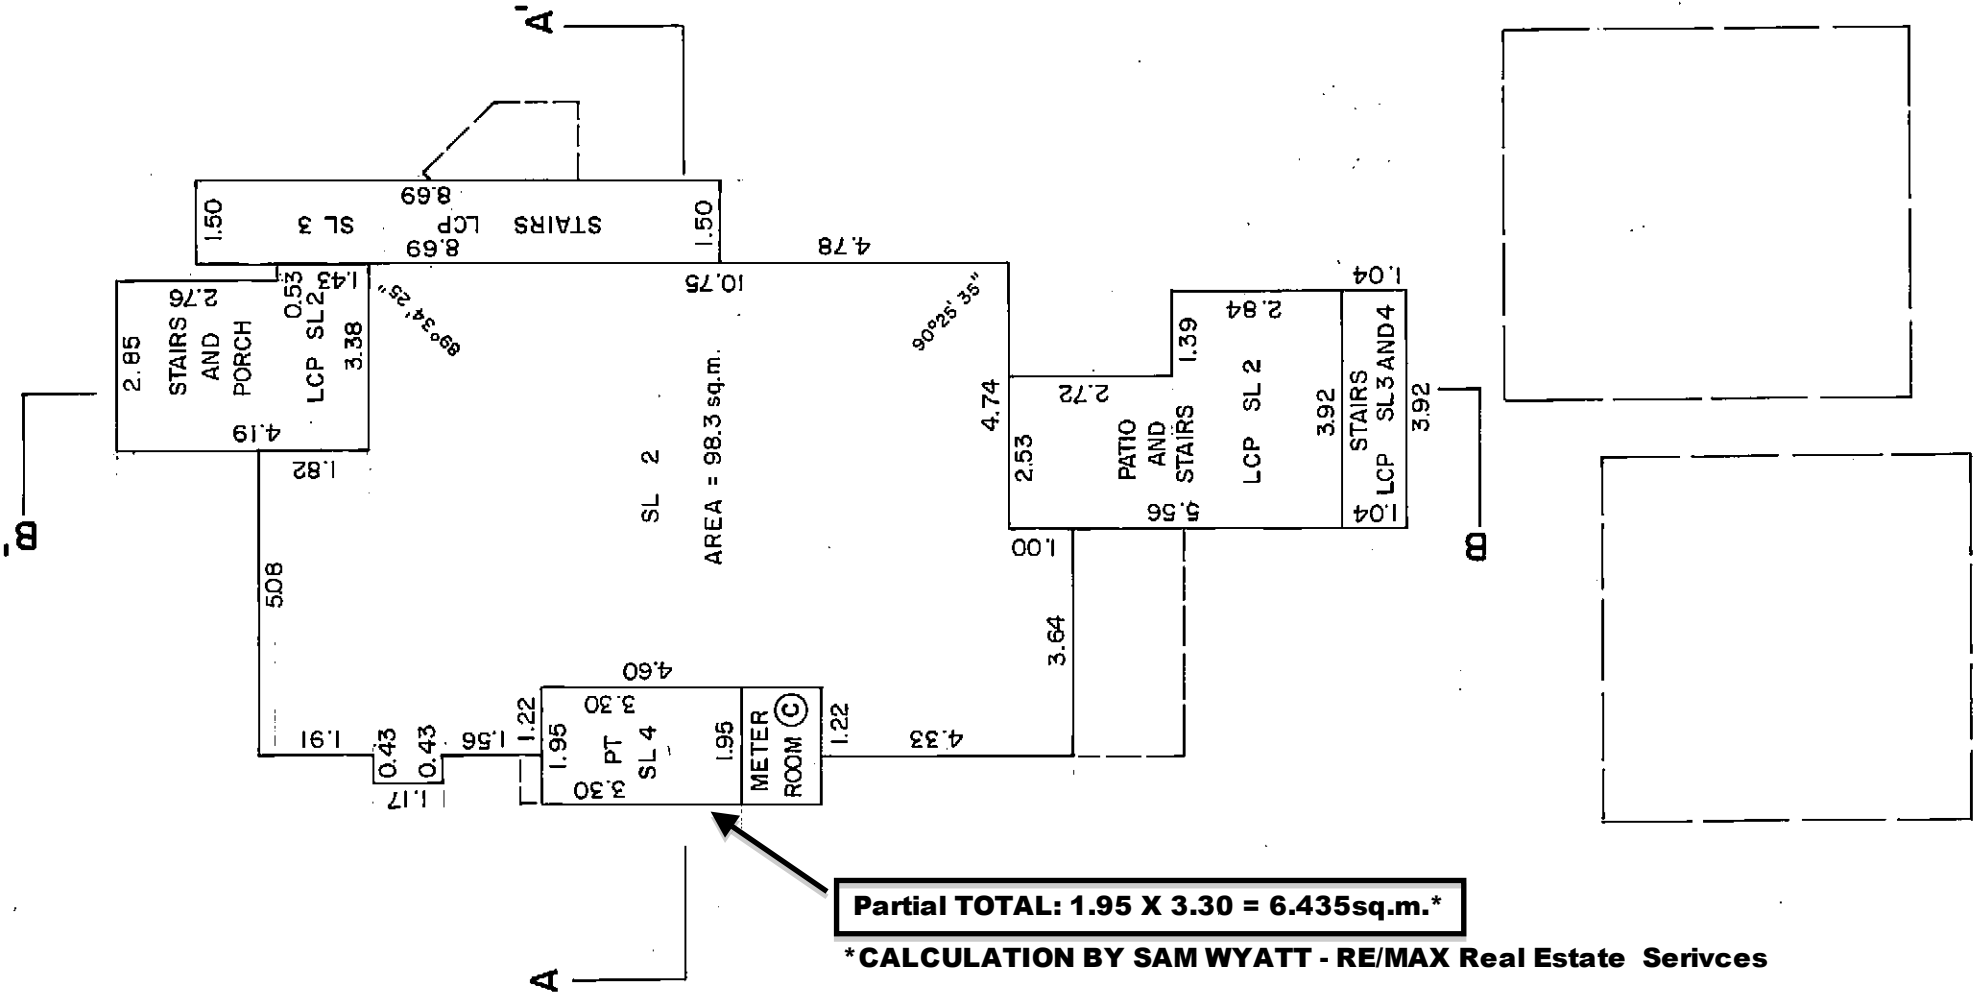 A'
8.69
1.50
STAIRS LCP SL 3
1.50
8.69
4.78
10.75
1.43
0.53
2.76
2.85
STAIRS
AND
PORCH
LCP SL 2
3.38
89° 34' 25"
90° 25' 35"
4.19
1.82
B'
5.08
SL 2
AREA = 98.3 sq.m.
4.74
2.53
2.72
1.39
2.84
1.04
PATIO
AND
STAIRS
LCP SL 2
3.92
STAIRS
LCP SL 3 AND 4
3.92
5.56
1.04
B
1.00
3.64
4.60
3.30
1.22
1.95
PT
SL 4
1.95
3.30
METER
ROOM C
1.22
4.33
1.91
0.43
0.43
1.56
1.17
Partial TOTAL: 1.95 X 3.30 = 6.435sq.m.*
*CALCULATION BY SAM WYATT - RE/MAX Real Estate Serivces
A